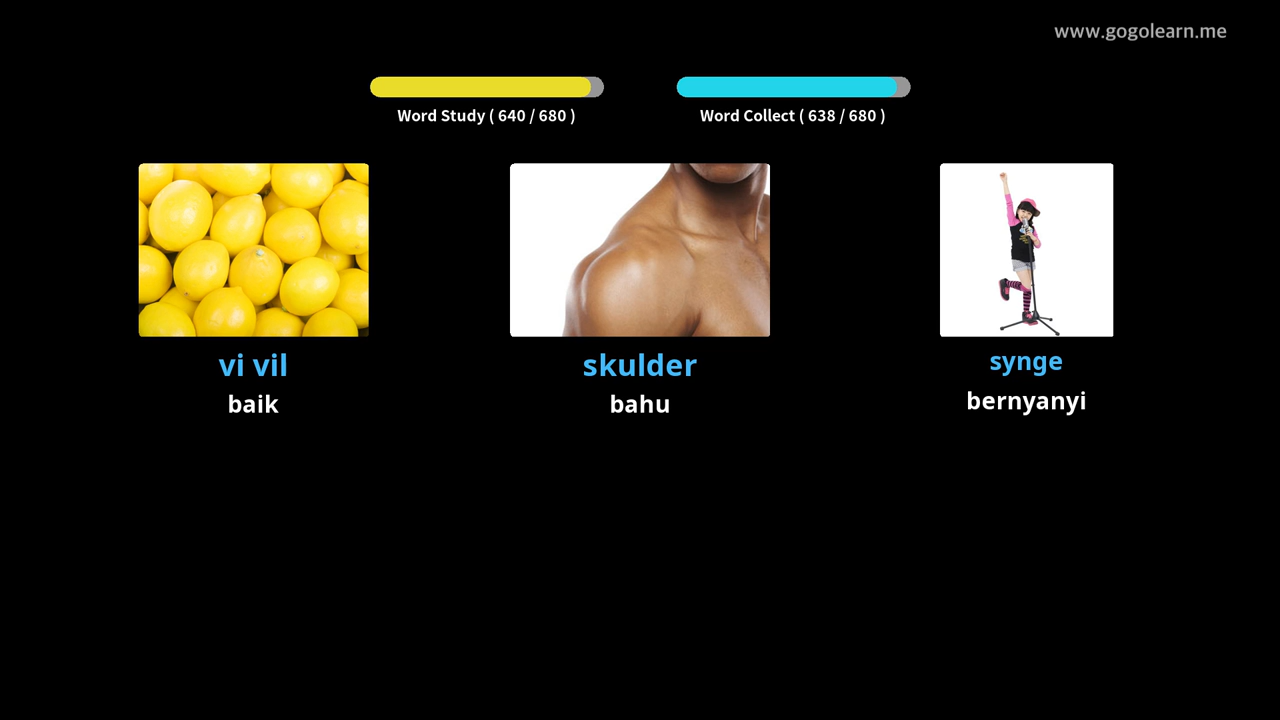 www.gogolearn.me
Word Study ( 640 / 680 )
Word Collect ( 638 / 680 )
vi vil
baik
skulder
bahu
synge
bernyanyi